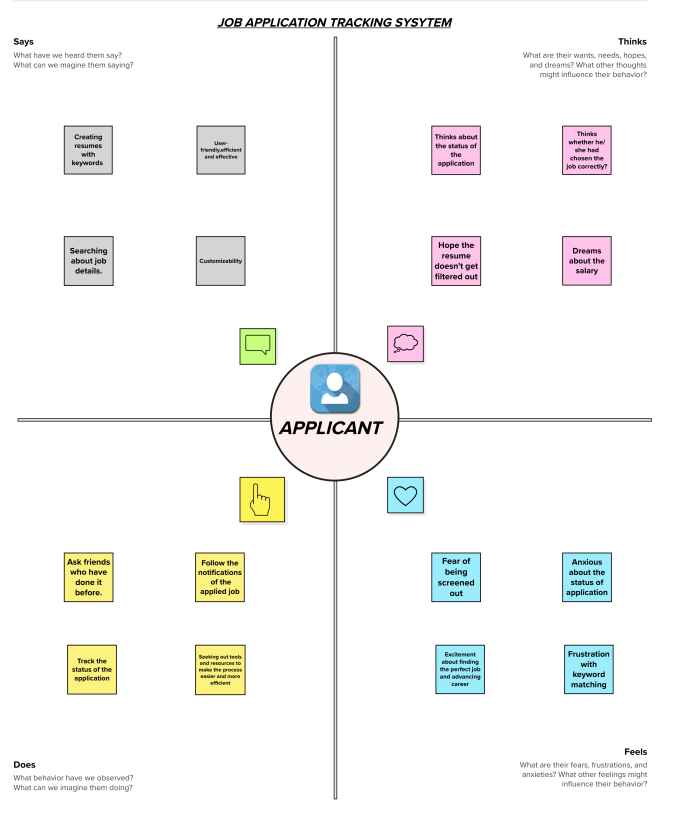 JOB APPLICATION TRACKING SYSYTEM
Says
What have we heard them say?
What can we magine them saying?
Thinks
What are their wants, needs, hopes,
and dreams? What other thoughts
might influence their behavior?
Creating
resumes
with
keywords
User-
friendly,efficient
and effective
Thinks about
the status of
the
application
Thinks
whether he/
she had
chosen the
job correctly?
Searching
about job
details.
Customizability
Hope the
resume
doesn't get
filtered out
Dreams
about the
salary
APPLICANT
Ask friends
who have
done it
before.
Follow the
notifications
of the
applied job
Fear of
being
screened
out
Anxious
about the
status of
application
Track the
status of the
application
Seeking out tools
and resources to
make the process
easier and more
efficient
Excitement
about finding
the perfect job
and advancing
career
Frustration
with
keyword
matching
Does
What behavior have we observed?
What can we imagine them doing?
Feels
What are their fears, frustrations, and
anxieties? What other feelings might
influence their behavior?